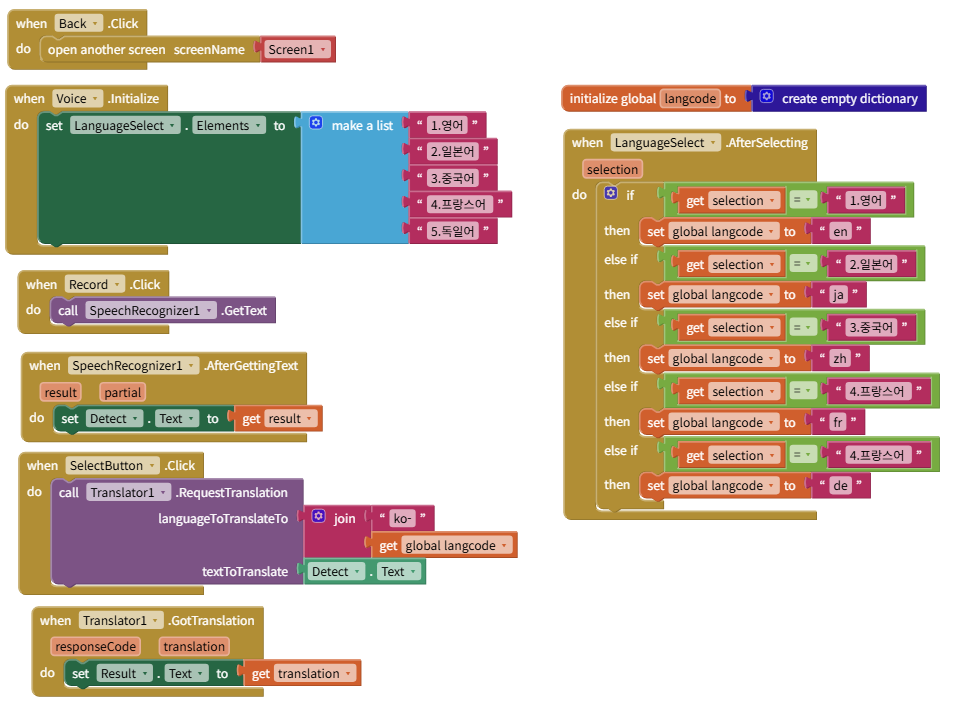 when Back .Click
do open another screen screenName Screen1
when Voice .Initialize
do set LanguageSelect . Elements to make a list “ 1.영어 ”
“ 2.일본어 ”
“ 3.중국어 ”
“ 4.프랑스어 ”
“ 5.독일어 ”
when Record .Click
do call SpeechRecognizer1 .GetText
when SpeechRecognizer1 .AfterGettingText
result partial
do set Detect . Text to get result
when SelectButton .Click
do call Translator1 .RequestTranslation
languageToTranslateTo join “ ko- ”
get global langcode
textToTranslate Detect . Text
when Translator1 .GotTranslation
responseCode translation
do set Result . Text to get translation
initialize global langcode to create empty dictionary
when LanguageSelect .AfterSelecting
selection
do if get selection = “ 1.영어 ”
then set global langcode to “ en ”
else if get selection = “ 2.일본어 ”
then set global langcode to “ ja ”
else if get selection = “ 3.중국어 ”
then set global langcode to “ zh ”
else if get selection = “ 4.프랑스어 ”
then set global langcode to “ fr ”
else if get selection = “ 4.프랑스어 ”
then set global langcode to “ de ”